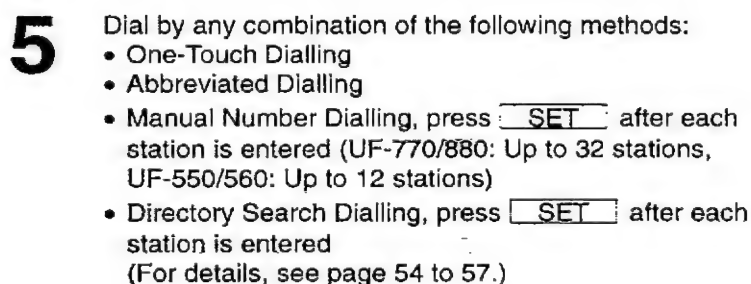 5 Dial by any combination of the following methods:
• One-Touch Dialling
• Abbreviated Dialling
• Manual Number Dialling, press SET after each
station is entered (UF-770/880: Up to 32 stations,
UF-550/560: Up to 12 stations)
• Directory Search Dialling, press SET after each
station is entered
(For details, see page 54 to 57.)